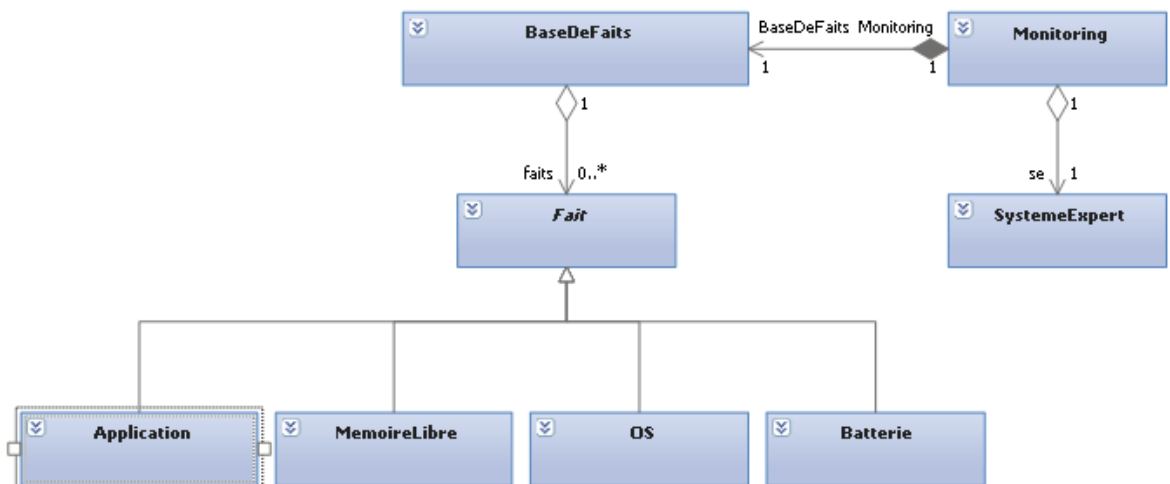 BaseDeFaits
BaseDeFaits Monitoring
Monitoring
1 1
1 1
faits 0..*
se 1
Fait
SystemeExpert
Application
MemoireLibre
OS
Batterie